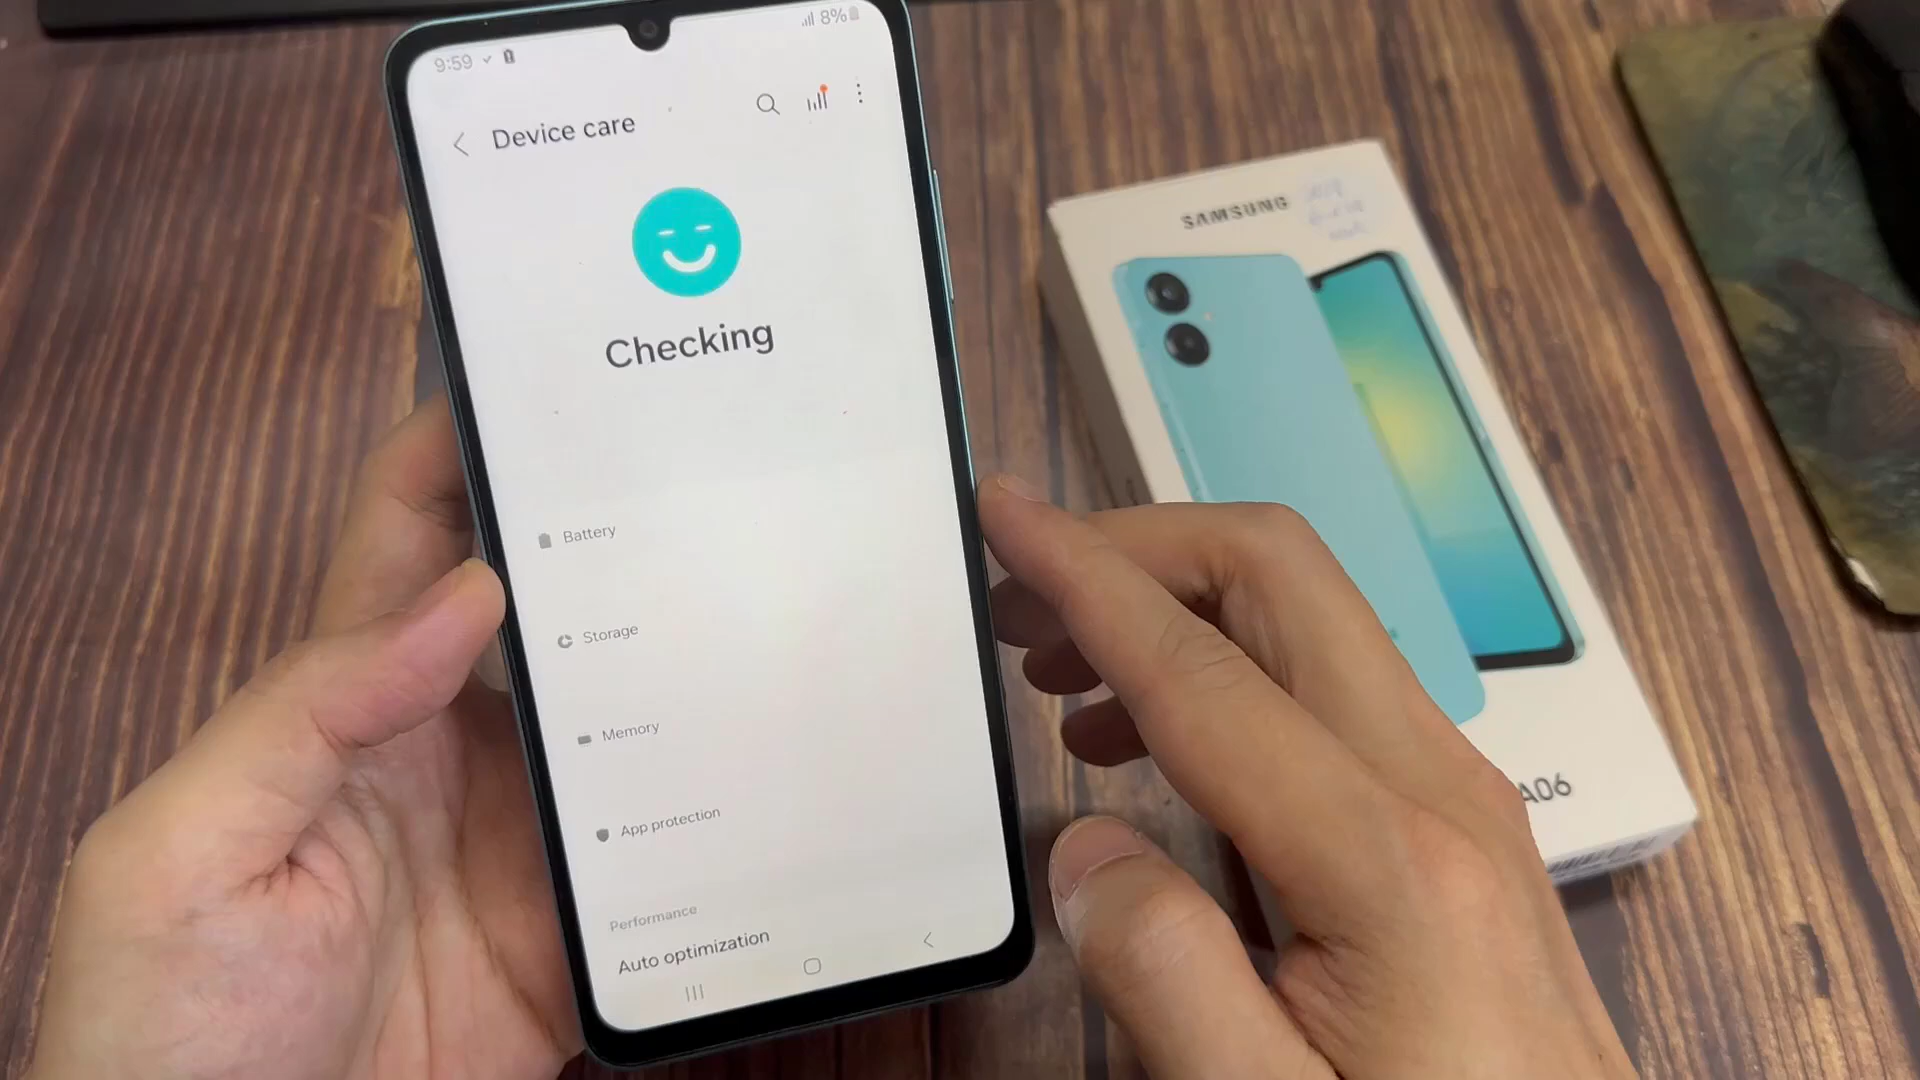 9:59
8%
Device care
Checking
Battery
Storage
Memory
App protection
Performance
Auto optimization
SAMSUNG
A06